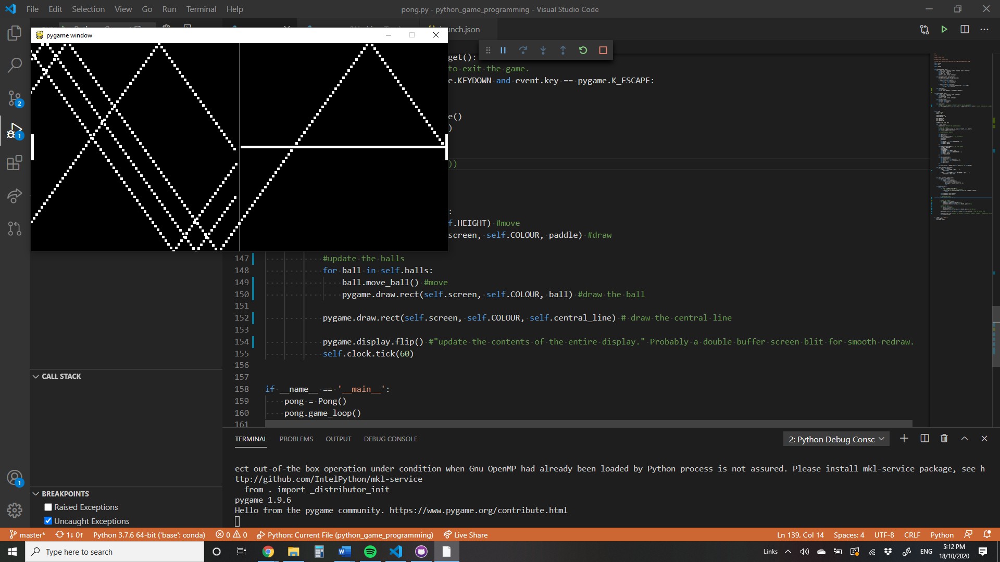 File Edit Selection View Go Run Terminal Help
pong.py - python_game_programming - Visual Studio Code
nch.json
pygame window
get():
to exit the game.
e.KEYDOWN and event.key == pygame.K_ESCAPE:
e()
)
))
:
f.HEIGHT) #move
screen, self.COLOUR, paddle) #draw
147 #update the balls
148 for ball in self.balls:
149 ball.move_ball() #move
150 pygame.draw.rect(self.screen, self.COLOUR, ball) #draw the ball
151
152 pygame.draw.rect(self.screen, self.COLOUR, self.central_line) # draw the central line
153
154 pygame.display.flip() #"update the contents of the entire display." Probably a double buffer screen blit for smooth redraw.
155 self.clock.tick(60)
156
157
158 if __name__ == '__main__':
159 pong = Pong()
160 pong.game_loop()
161
2
1
1
CALL STACK
BREAKPOINTS
Raised Exceptions
Uncaught Exceptions
TERMINAL PROBLEMS OUTPUT DEBUG CONSOLE
2: Python Debug Consc
ect out-of-the box operation under condition when Gnu OpenMP had already been loaded by Python process is not assured. Please install mkl-service package, see h
ttp://github.com/IntelPython/mkl-service
from . import _distributor_init
pygame 1.9.6
Hello from the pygame community. https://www.pygame.org/contribute.html
master* 1↓ 0↑ Python 3.7.6 64-bit ('base': conda) 0 0 Python: Current File (python_game_programming) Live Share
Ln 139, Col 14 Spaces: 4 UTF-8 CRLF Python
Type here to search
Links ENG 5:12 PM
18/10/2020